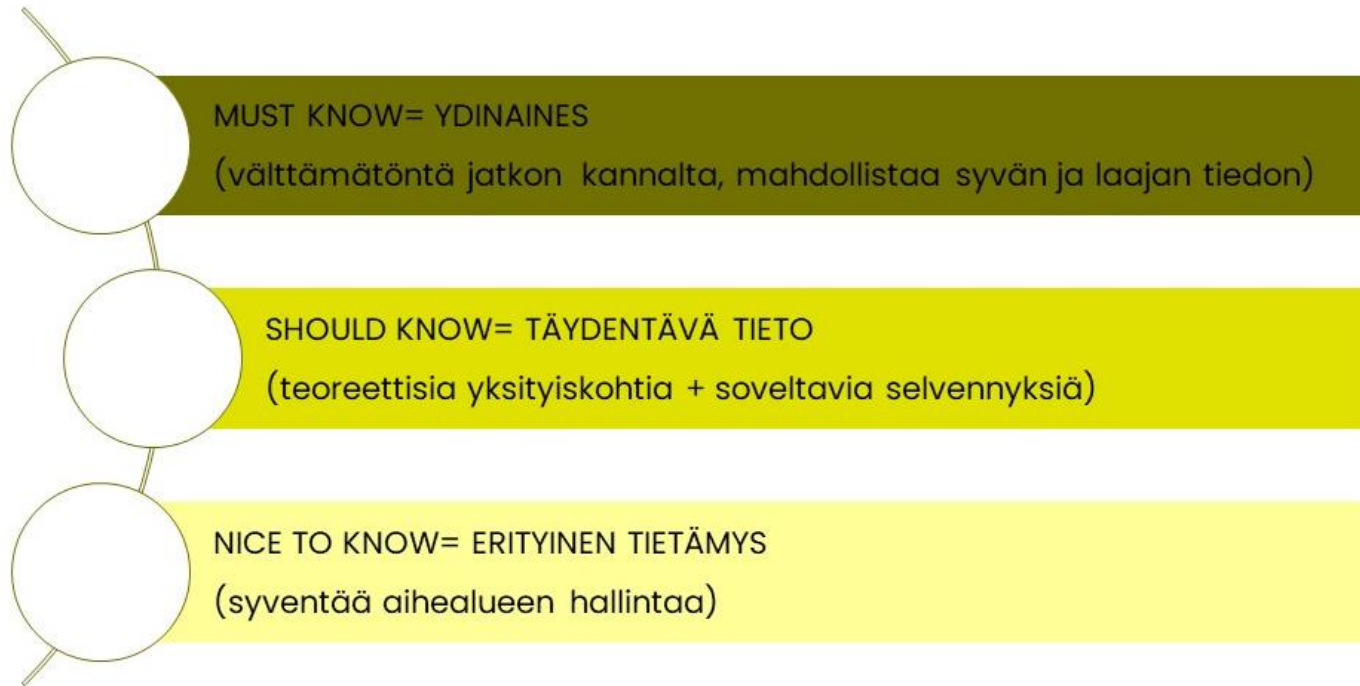 MUST KNOW= YDINAINES
(välttämätöntä jatkon kannalta, mahdollistaa syvän ja laajan tiedon)
SHOULD KNOW= TÄYDENTÄVÄ TIETO
(teoreettisia yksityiskohtia + soveltavia selvennyksiä)
NICE TO KNOW= ERITYINEN TIETÄMYS
(syventää aihealueen hallintaa)